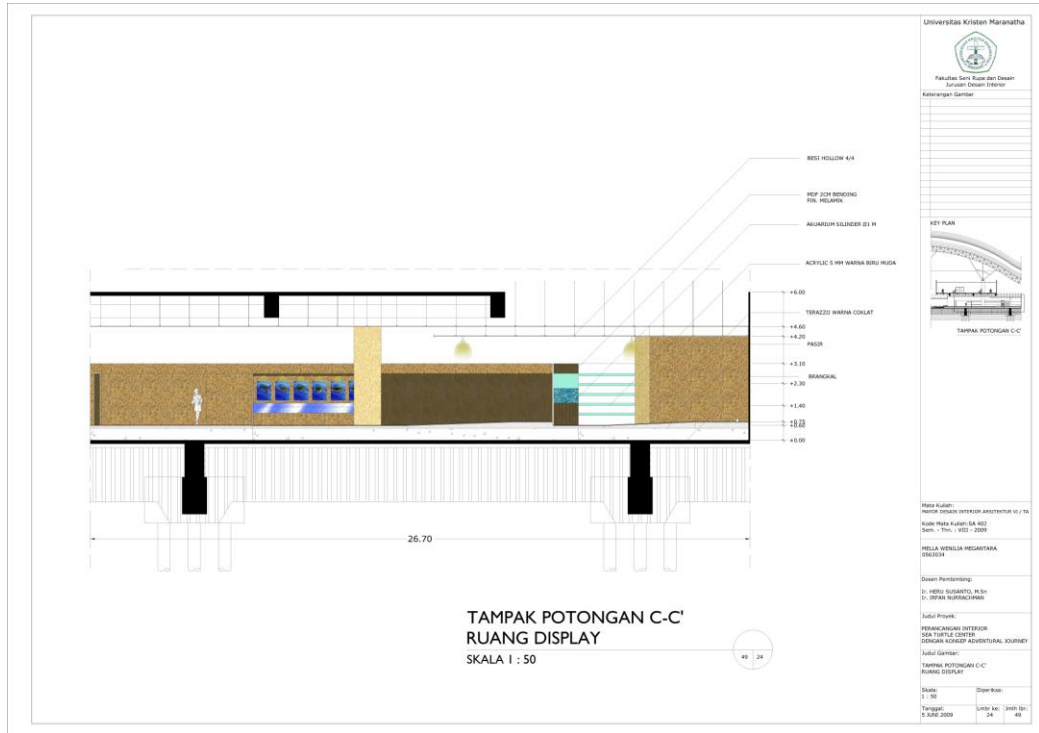 Universitas Kristen Maranatha
Fakultas Seni Rupa dan Desain
Jurusan Desain Interior
Keterangan Gambar
BESI HOLLOW 4/4
MDF 2CM BENDING
FIN. MELAMIK
AKUARIUM SILINDER Ø1 M
ACRYLIC 5 MM WARNA BIRU MUDA
TERAZZO WARNA COKLAT
PASIR
BRANGKAL
+6.00
+4.60
+4.20
+3.10
+2.30
+1.40
+0.75
+0.60
+0.00
26.70
KEY PLAN
TAMPAK POTONGAN C-C'
TAMPAK POTONGAN C-C'
RUANG DISPLAY
SKALA 1 : 50
49 24
Mata Kuliah:
MAYOR DESAIN INTERIOR ARSITEKTUR VI / TA
Kode Mata Kuliah:SA 402
Sem. - Thn. : VIII - 2009
MELLA WENILIA MEGANTARA
0563034
Dosen Pembimbing:
Ir. HERU SUSANTO, M.Sn
Ir. IRFAN NURRACHMAN
Judul Proyek:
PERANCANGAN INTERIOR
SEA TURTLE CENTER
DENGAN KONSEP ADVENTURAL JOURNEY
Judul Gambar:
TAMPAK POTONGAN C-C'
RUANG DISPLAY
Skala: Diperiksa:
1 : 50
Tanggal: Lmbr ke: Jmlh lbr:
5 JUNI 2009 24 49